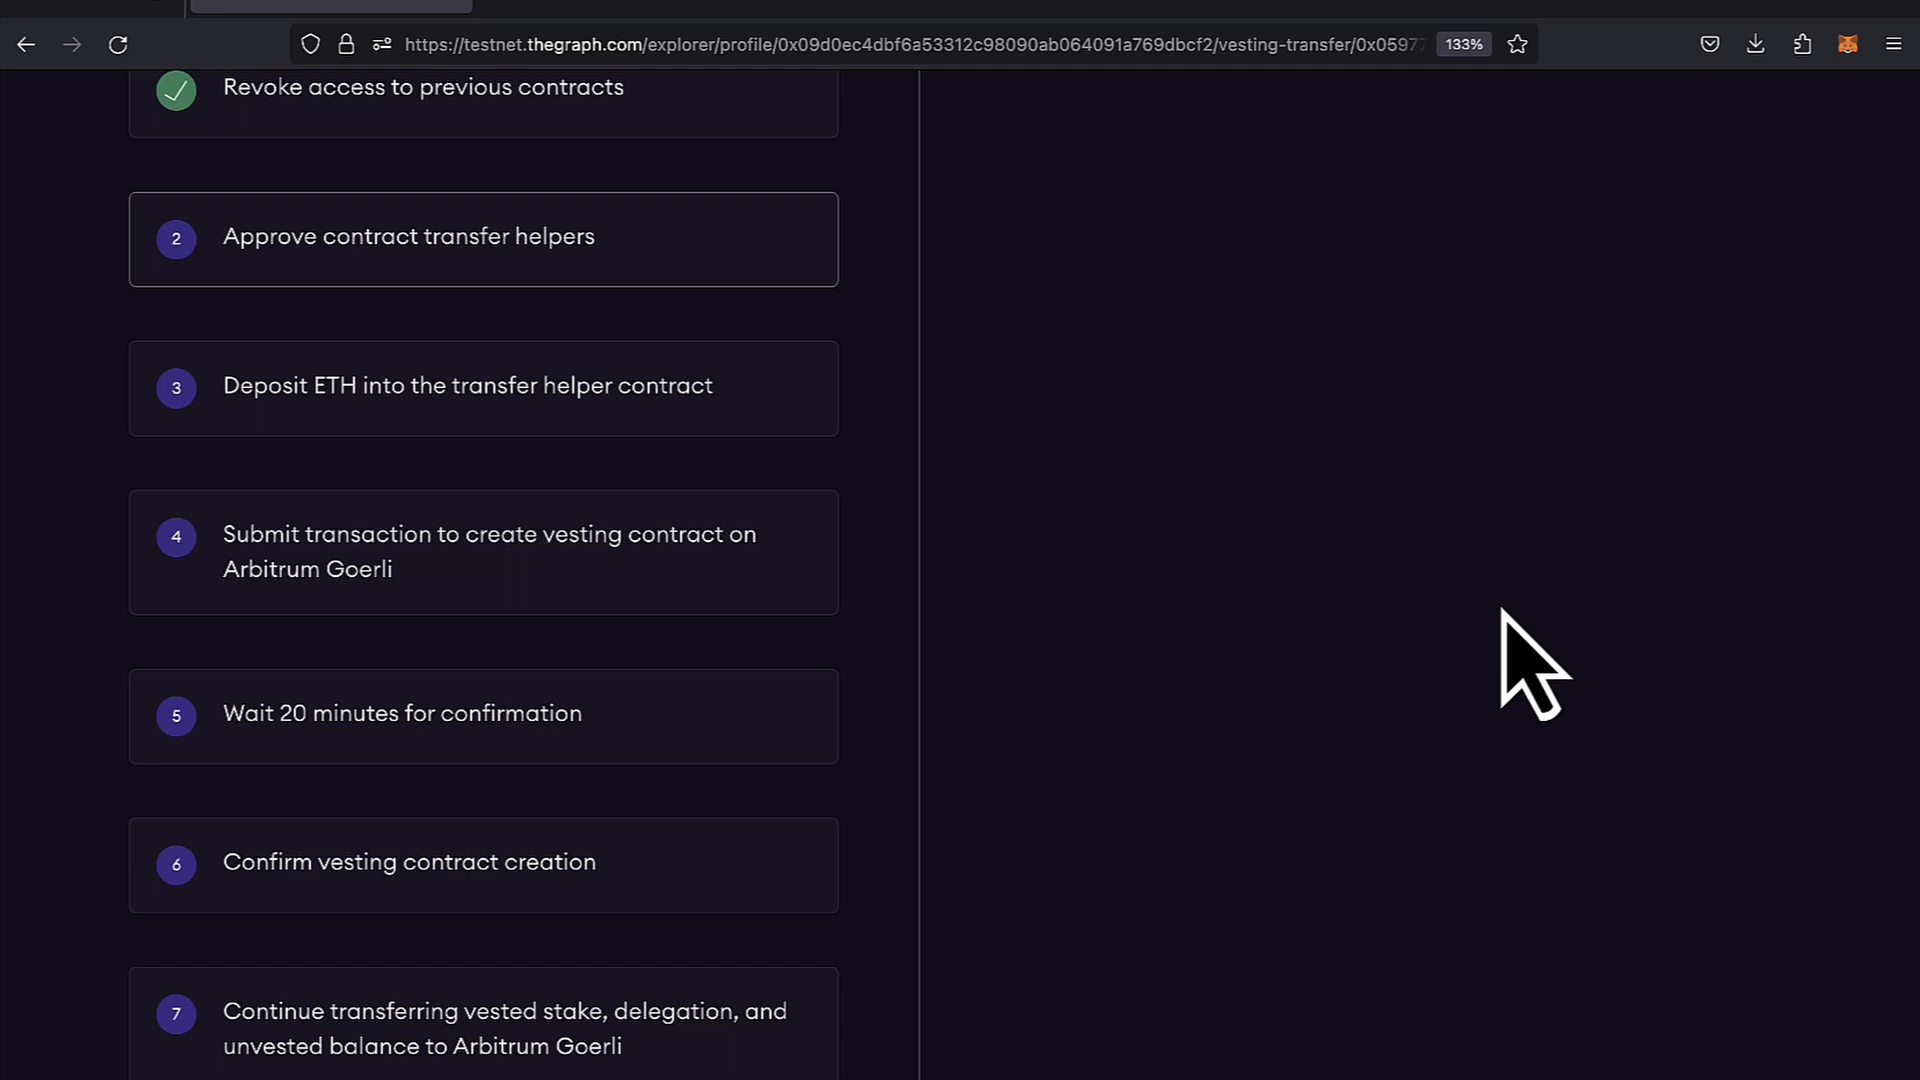 https://testnet.thegraph.com/explorer/profile/0x09d0ec4dbf6a53312c98090ab064091a769dbcf2/vesting-transfer/0x0597
133%
Revoke access to previous contracts
2 Approve contract transfer helpers
3 Deposit ETH into the transfer helper contract
4 Submit transaction to create vesting contract on
Arbitrum Goerli
5 Wait 20 minutes for confirmation
6 Confirm vesting contract creation
7 Continue transferring vested stake, delegation, and
unvested balance to Arbitrum Goerli